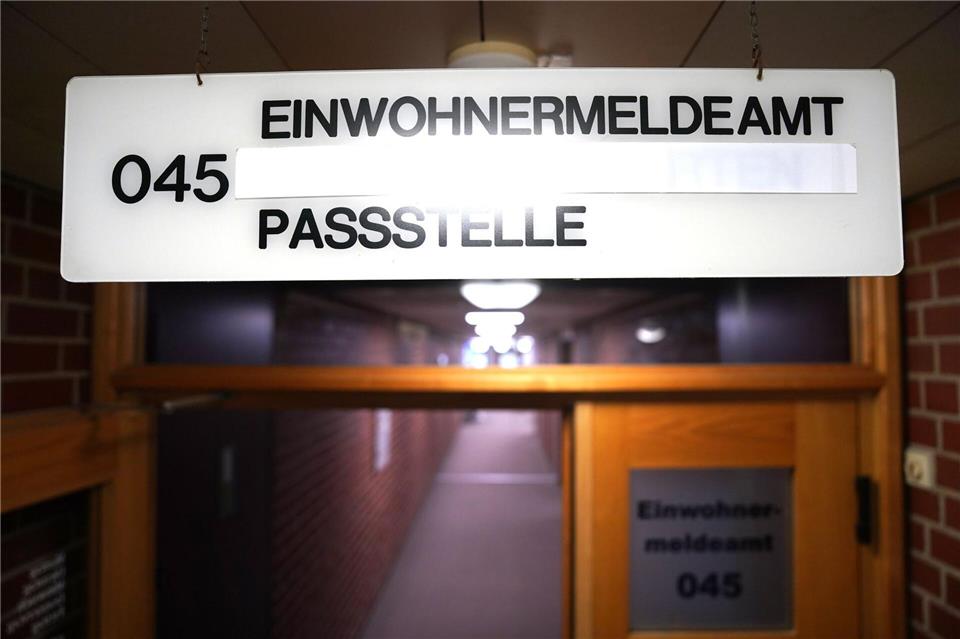 EINWOHNERMELDEAMT
045
PASSSTELLE
Einwohner-
meldeamt
045